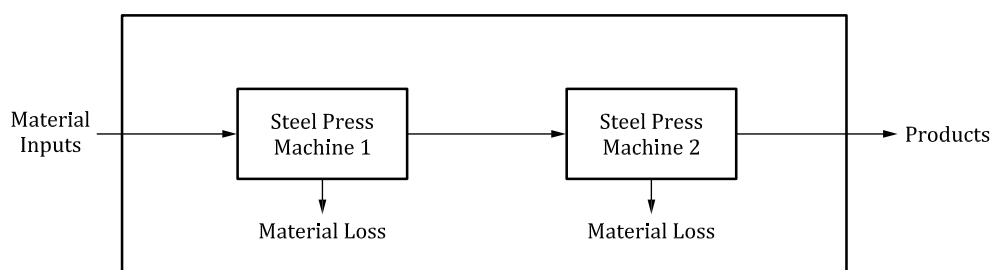 Material
Inputs
Steel Press
Machine 1
Steel Press
Machine 2
Products
Material Loss
Material Loss